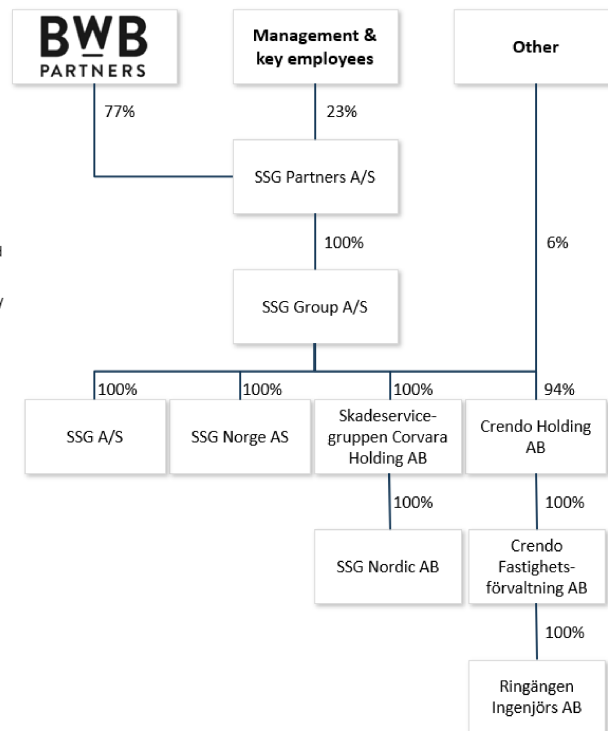 BWB
PARTNERS
Management &
key employees
Other
77%
23%
SSG Partners A/S
100%
6%
SSG Group A/S
100%
100%
100%
94%
SSG A/S
SSG Norge AS
Skadeservice-
gruppen Corvara
Holding AB
Crendo Holding
AB
100%
100%
SSG Nordic AB
Crendo
Fastighets-
förvaltning AB
100%
Ringängen
Ingenjörs AB